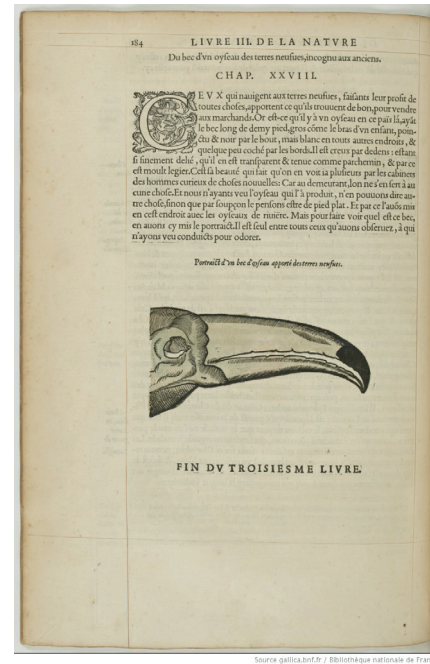 184 LIVRE III. DE LA NATVRE
Du bec d'vn oyseau des terres neufues, incognu aux anciens.
CHAP. XXVIII.
CEVX qui nauigent aux terres neufues, faisants leur profit de
toutes choses, apportent ce qu'ils trouuent de bon, pour vendre
aux marchands. Or est-ce qu'il y à vn oyseau en ce païs là, ayãt
le bec long de demy pied, gros cõme le bras d'vn enfant, poin-
ctu & noir par le bout, mais blanc en touts autres endroits, &
quelque peu coché par les bords. Il est creux par dedens: estant
si finement delié, qu'il en est transparent & tenue comme parchemin, & par ce
est moult legier. C'est sa beauté qui fait qu'on en voit ia plusieurs par les cabinets
des hommes curieux de choses nouuelles: Car au demeurant, lon ne s'en sert à au
cune chose. Et nous n'ayants veu l'oyseau qui l'à produit, n'en pouuons dire au-
tre chose, sinon que par soupçon le pensons estre de pied plat. Et par ce l'auõs mis
en cest endroit auec les oyseaux de riuiére. Mais pour faire voir quel est ce bec,
en auons cy mis le portraict. Il est seul entre touts ceux qu'auons obseruez, à qui
n'ayons veu conduicts pour odorer.
Portraict d'vn bec d'oyseau apporté des terres neufues.
FIN DV TROISIESME LIVRE.
Source gallica.bnf.fr / Bibliothèque nationale de Fran